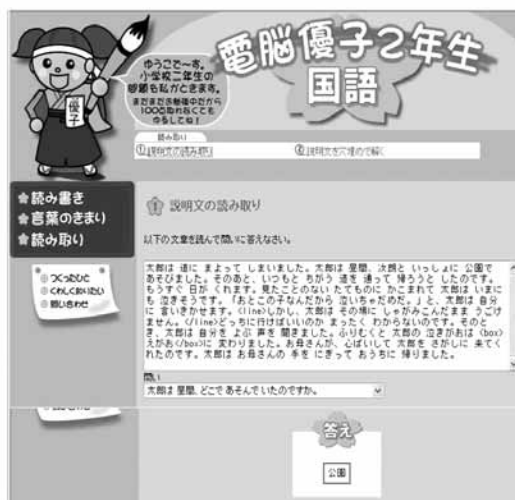 電脳優子2年生
国語
ゆうこで〜す。
小学校二年生の
問題も私がときます。
まだまだお勉強中だから
100点取れなくても
ゆるしてね!
優子
読み取り
①説明文の読み取り
②説明文を穴埋めで解く
読み書き
言葉のきまり
読み取り
つくったひと
くわしくおいたい
問い合わせ
① 説明文の読み取り
以下の文章を読んで問いに答えなさい。
太郎は 道に まよって しまいました。太郎は 昼間、次朗と いっしょに 公園で
あそびました。そのあと、いつもと ちがう 道を 通って 帰ろうと したのです。
もうすぐ 日が くれます。見たことのない たてものに かこまれて 太郎は いまに
も 泣きそうです。「おとこの子なんだから 泣いちゃだめだ。」と、太郎は 自分
に 言いきかせます。<line>しかし、太郎は その場に しゃがみこんだまま うごけ
ません。</line>どっちに行けばいいのか まったく わからないのです。そのと
き、太郎は 自分を よぶ 声を 聞きました。ふりむくと 太郎の 泣きがおは <box>
えがお</box>に 変わりました。お母さんが、心ぱいして 太郎を さがしに 来てく
れたのです。太郎は お母さんの 手を にぎって おうちに 帰りました。
問い
太郎は 昼間、どこで あそんでいたのですか。
答え
公園